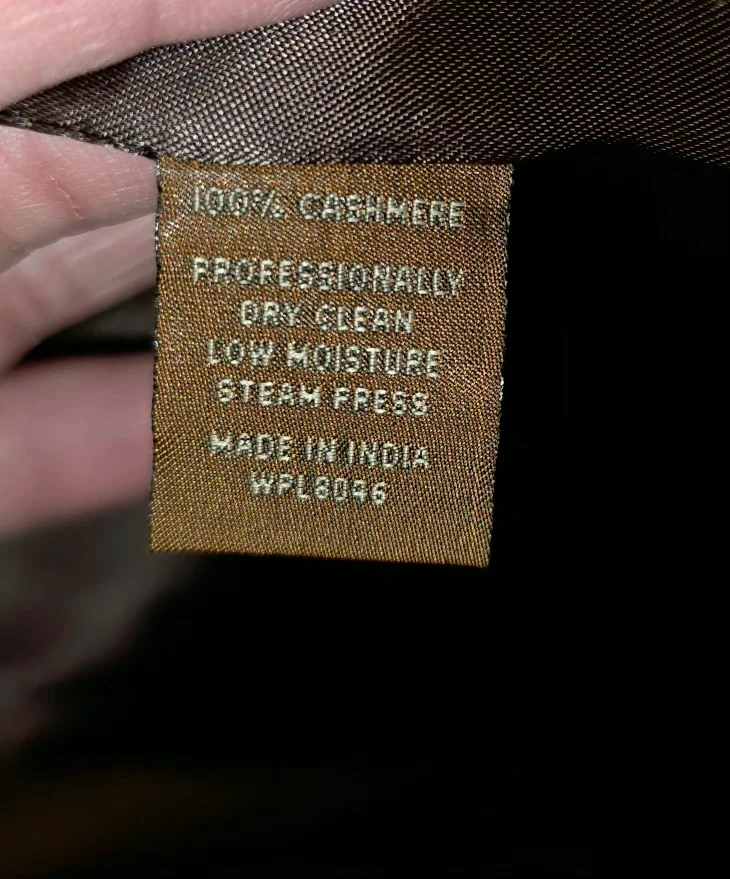 100% CASHMERE
PROFESSIONALLY
DRY CLEAN
LOW MOISTURE
STEAM PRESS
MADE IN INDIA
WPL8096